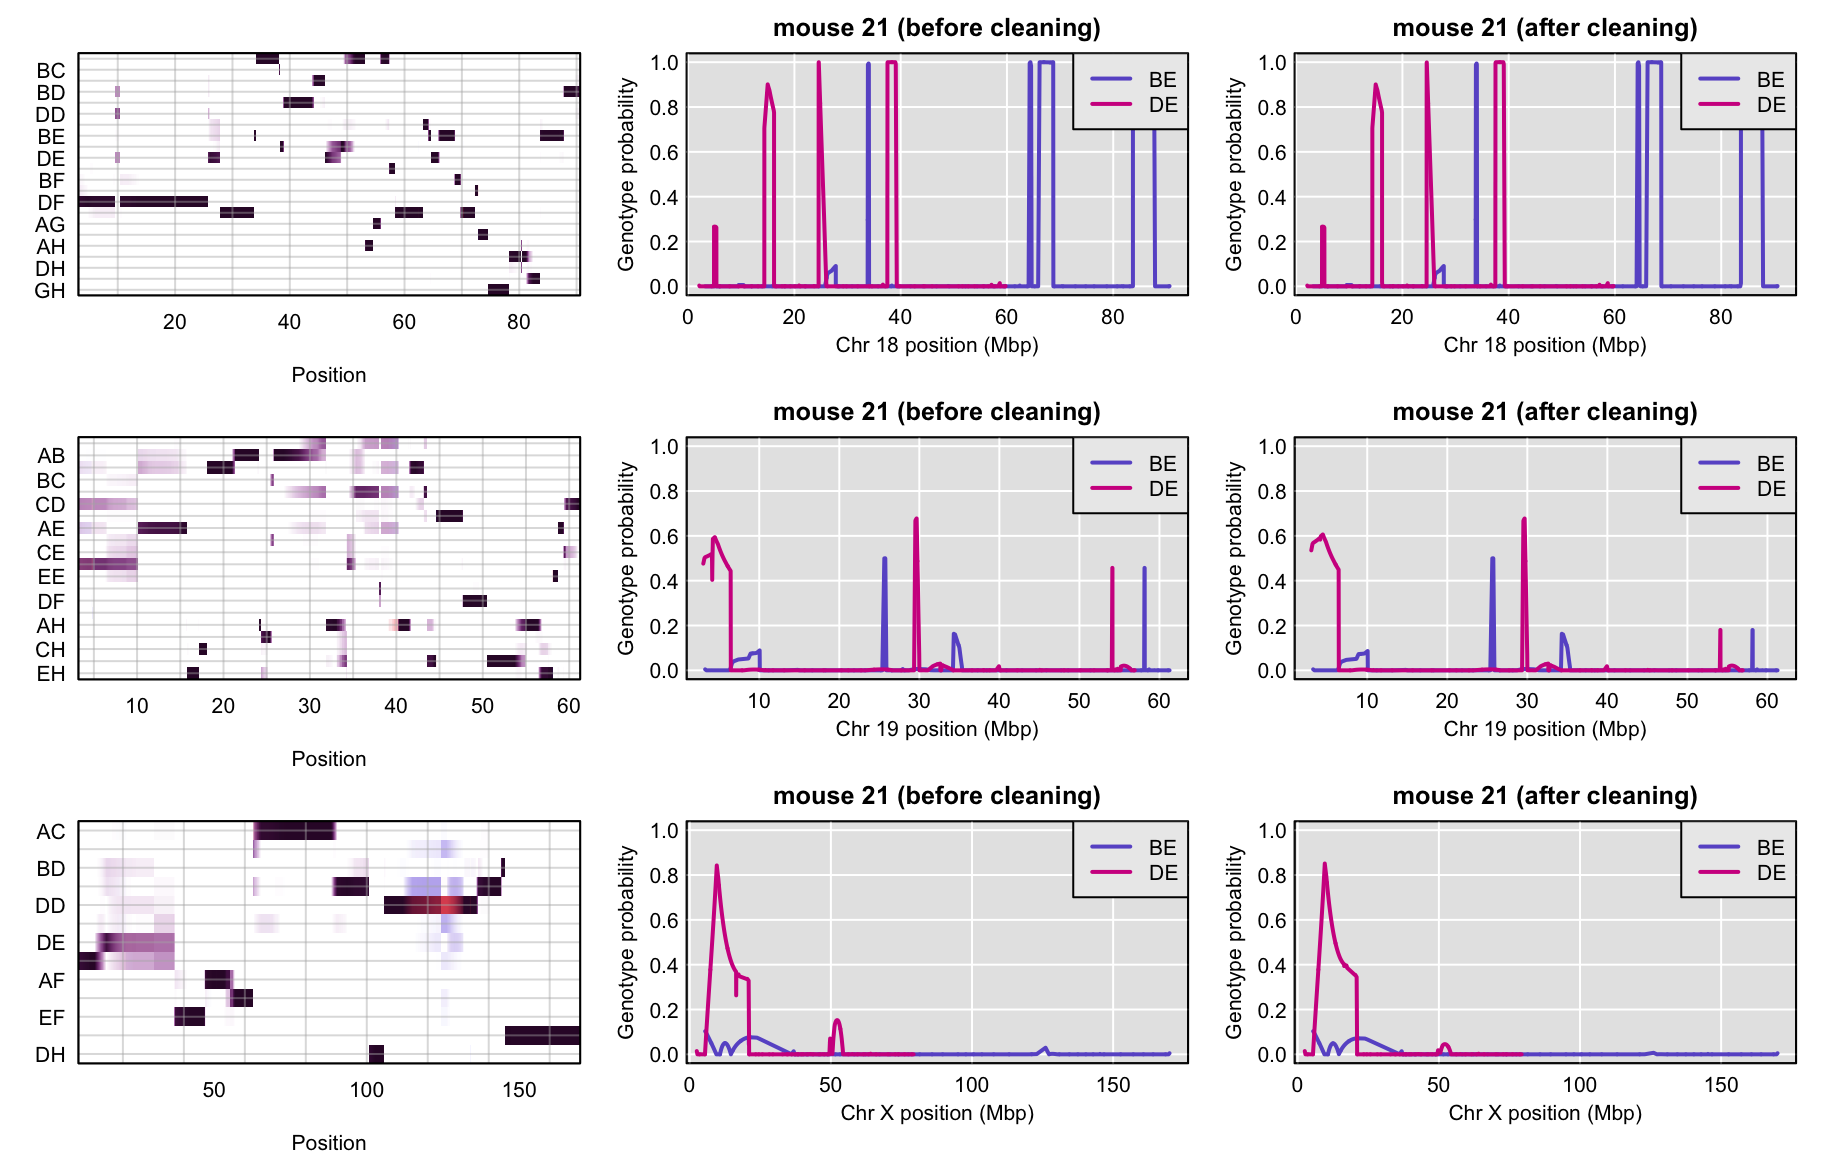 BC
BD
DD
BE
DE
BF
DF
AG
AH
DH
GH
20 40 60 80
Position
mouse 21 (before cleaning)
Genotype probability
1.0
0.8
0.6
0.4
0.2
0.0
BE
DE
0 20 40 60 80
Chr 18 position (Mbp)
mouse 21 (after cleaning)
Genotype probability
1.0
0.8
0.6
0.4
0.2
0.0
BE
DE
0 20 40 60 80
Chr 18 position (Mbp)
AB
BC
CD
AE
CE
EE
DF
AH
CH
EH
10 20 30 40 50 60
Position
mouse 21 (before cleaning)
Genotype probability
1.0
0.8
0.6
0.4
0.2
0.0
BE
DE
10 20 30 40 50 60
Chr 19 position (Mbp)
mouse 21 (after cleaning)
Genotype probability
1.0
0.8
0.6
0.4
0.2
0.0
BE
DE
10 20 30 40 50 60
Chr 19 position (Mbp)
AC
BD
DD
DE
AF
EF
DH
50 100 150
Position
mouse 21 (before cleaning)
Genotype probability
1.0
0.8
0.6
0.4
0.2
0.0
BE
DE
0 50 100 150
Chr X position (Mbp)
mouse 21 (after cleaning)
Genotype probability
1.0
0.8
0.6
0.4
0.2
0.0
BE
DE
0 50 100 150
Chr X position (Mbp)